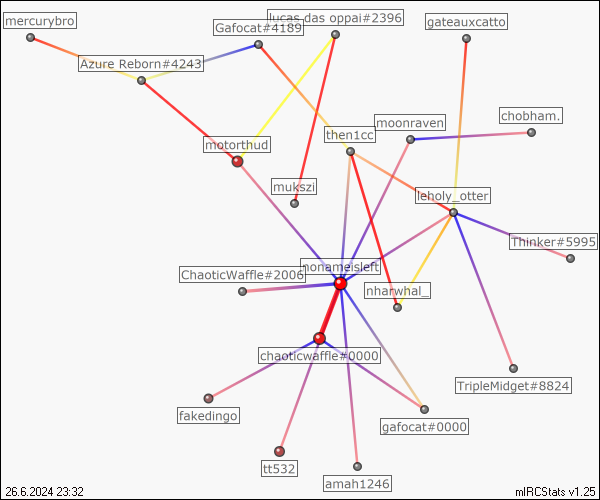 mercurybro
lucas das oppai#2396
Gafocat#4189
gateauxcatto
Azure Reborn#4243
chobham.
moonraven
then1cc
motorthud
mukszi
leholy_otter
Thinker#5995
nonameisleft
ChaoticWaffle#2006
nharwhal_
chaoticwaffle#0000
TripleMidget#8824
fakedingo
gafocat#0000
tt532
amah1246
26.6.2024 23:32
mIRCStats v1.25